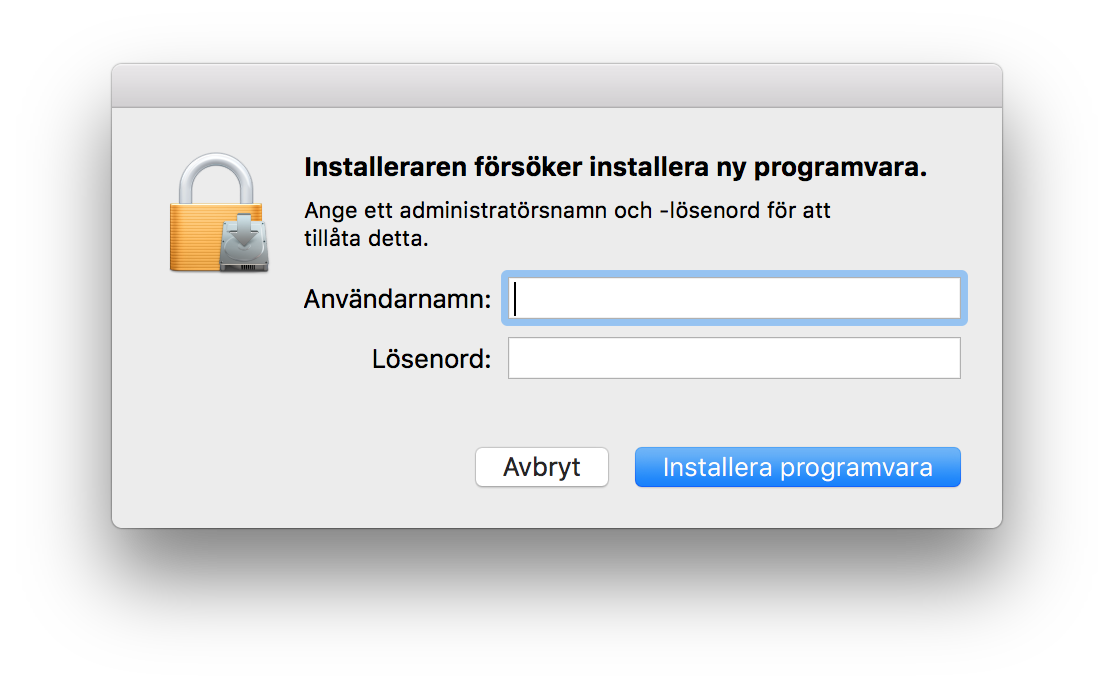 Installeraren försöker installera ny programvara.
Ange ett administratörsnamn och -lösenord för att
tillåta detta.
Användarnamn:
Lösenord:
Avbryt
Installera programvara